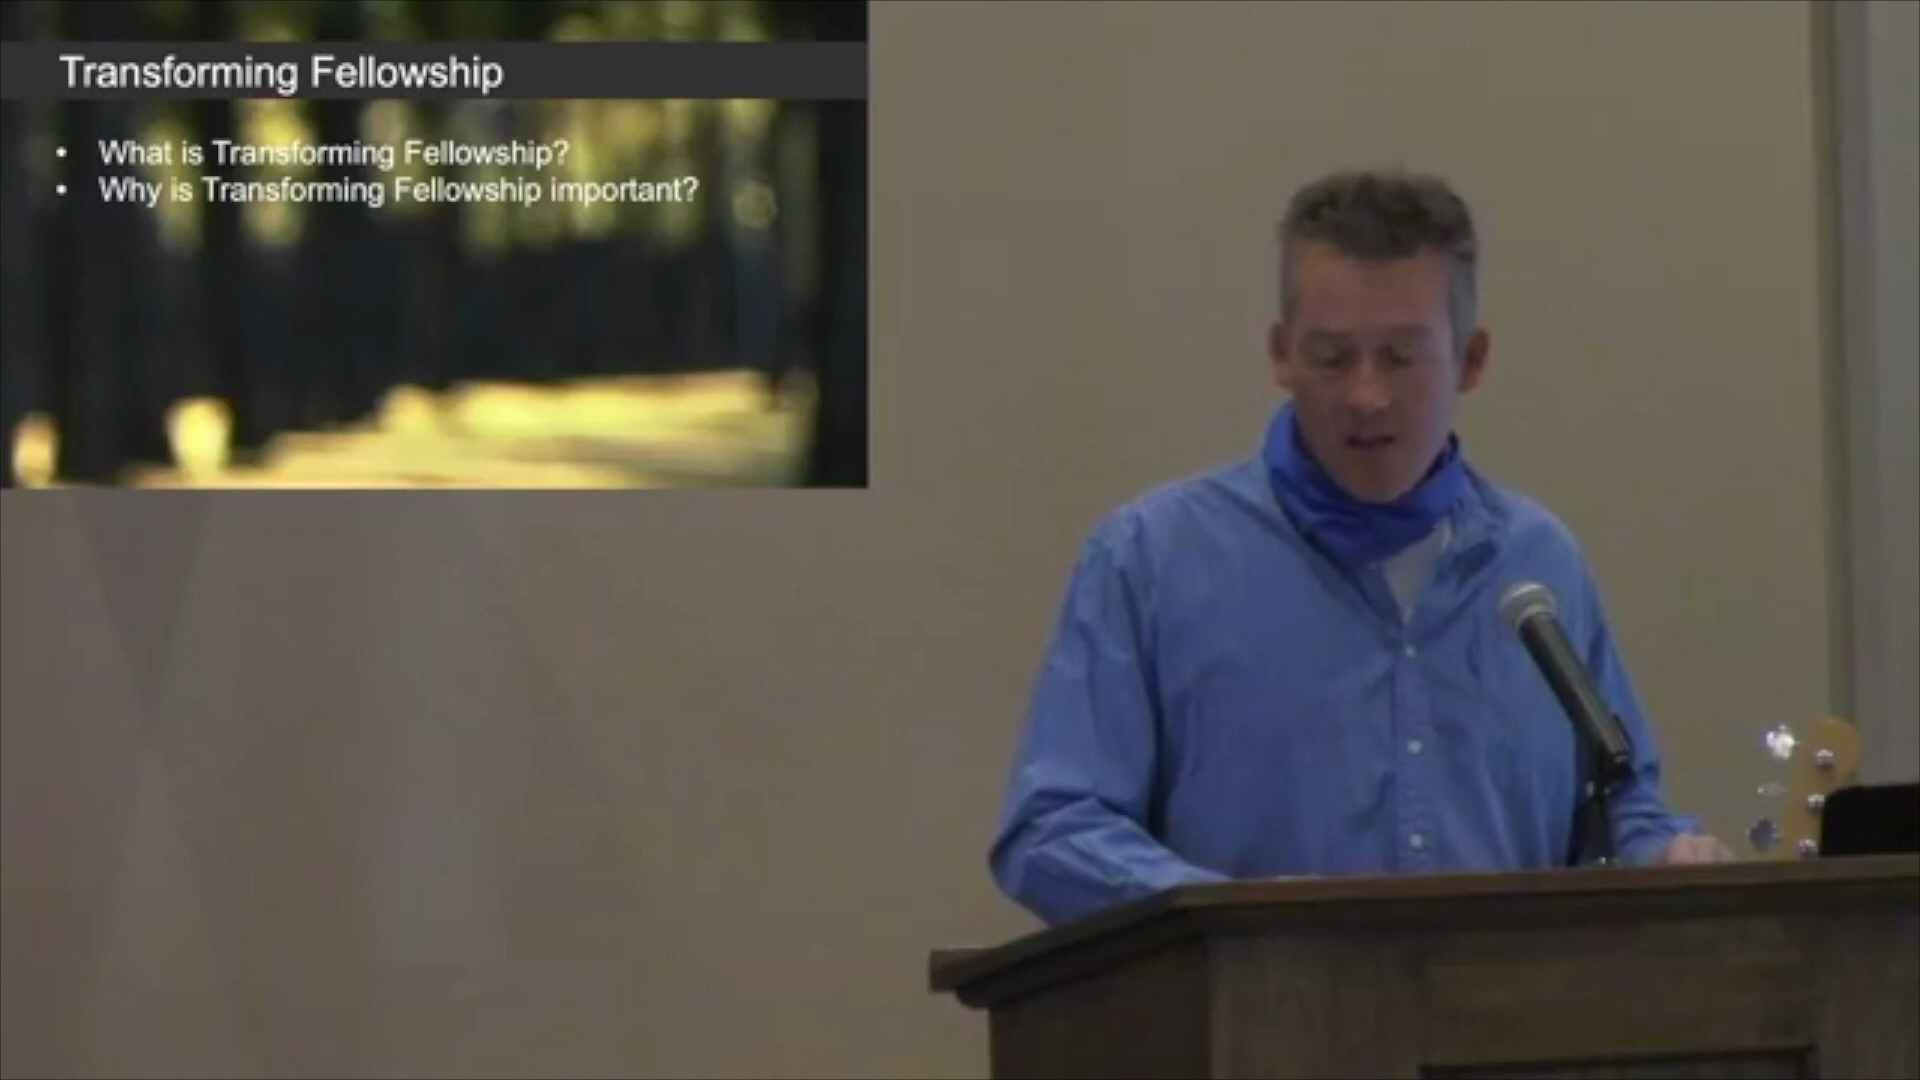 Transforming Fellowship
• What is Transforming Fellowship?
• Why is Transforming Fellowship important?